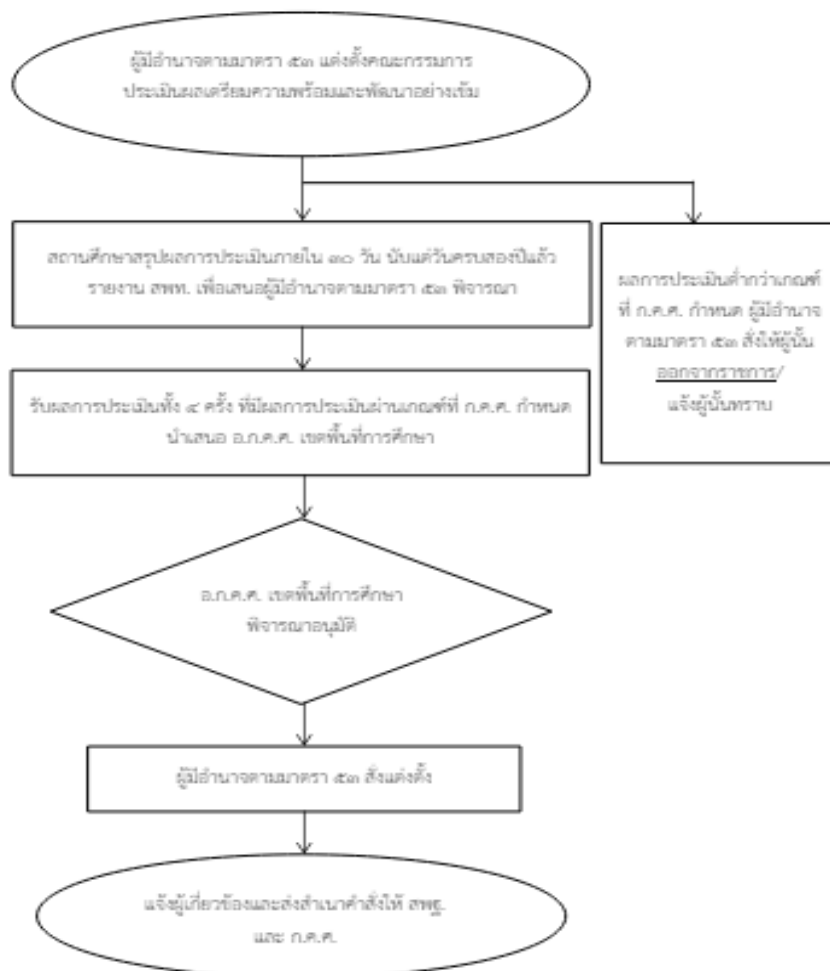 ผู้มีอำนาจตามมาตรา ๕๓ แต่งตั้งคณะกรรมการ
ประเมินผลเตรียมความพร้อมและพัฒนาอย่างเข้ม
สถานศึกษาสรุปผลการประเมินภายใน ๓๐ วัน นับแต่วันครบสองปีแล้ว
รายงาน สพท. เพื่อเสนอผู้มีอำนาจตามมาตรา ๕๓ พิจารณา
ผลการประเมินต่ำกว่าเกณฑ์
ที่ ก.ค.ศ. กำหนด ผู้มีอำนาจ
ตามมาตรา ๕๓ สั่งให้ผู้นั้น
ออกจากราชการ/
แจ้งผู้นั้นทราบ
รับผลการประเมินทั้ง ๔ ครั้ง ที่มีผลการประเมินผ่านเกณฑ์ที่ ก.ค.ศ. กำหนด
นำเสนอ อ.ก.ค.ศ. เขตพื้นที่การศึกษา
อ.ก.ค.ศ. เขตพื้นที่การศึกษา
พิจารณาอนุมัติ
ผู้มีอำนาจตามมาตรา ๕๓ สั่งแต่งตั้ง
แจ้งผู้เกี่ยวข้องและส่งสำเนาคำสั่งให้ สพฐ.
และ ก.ค.ศ.